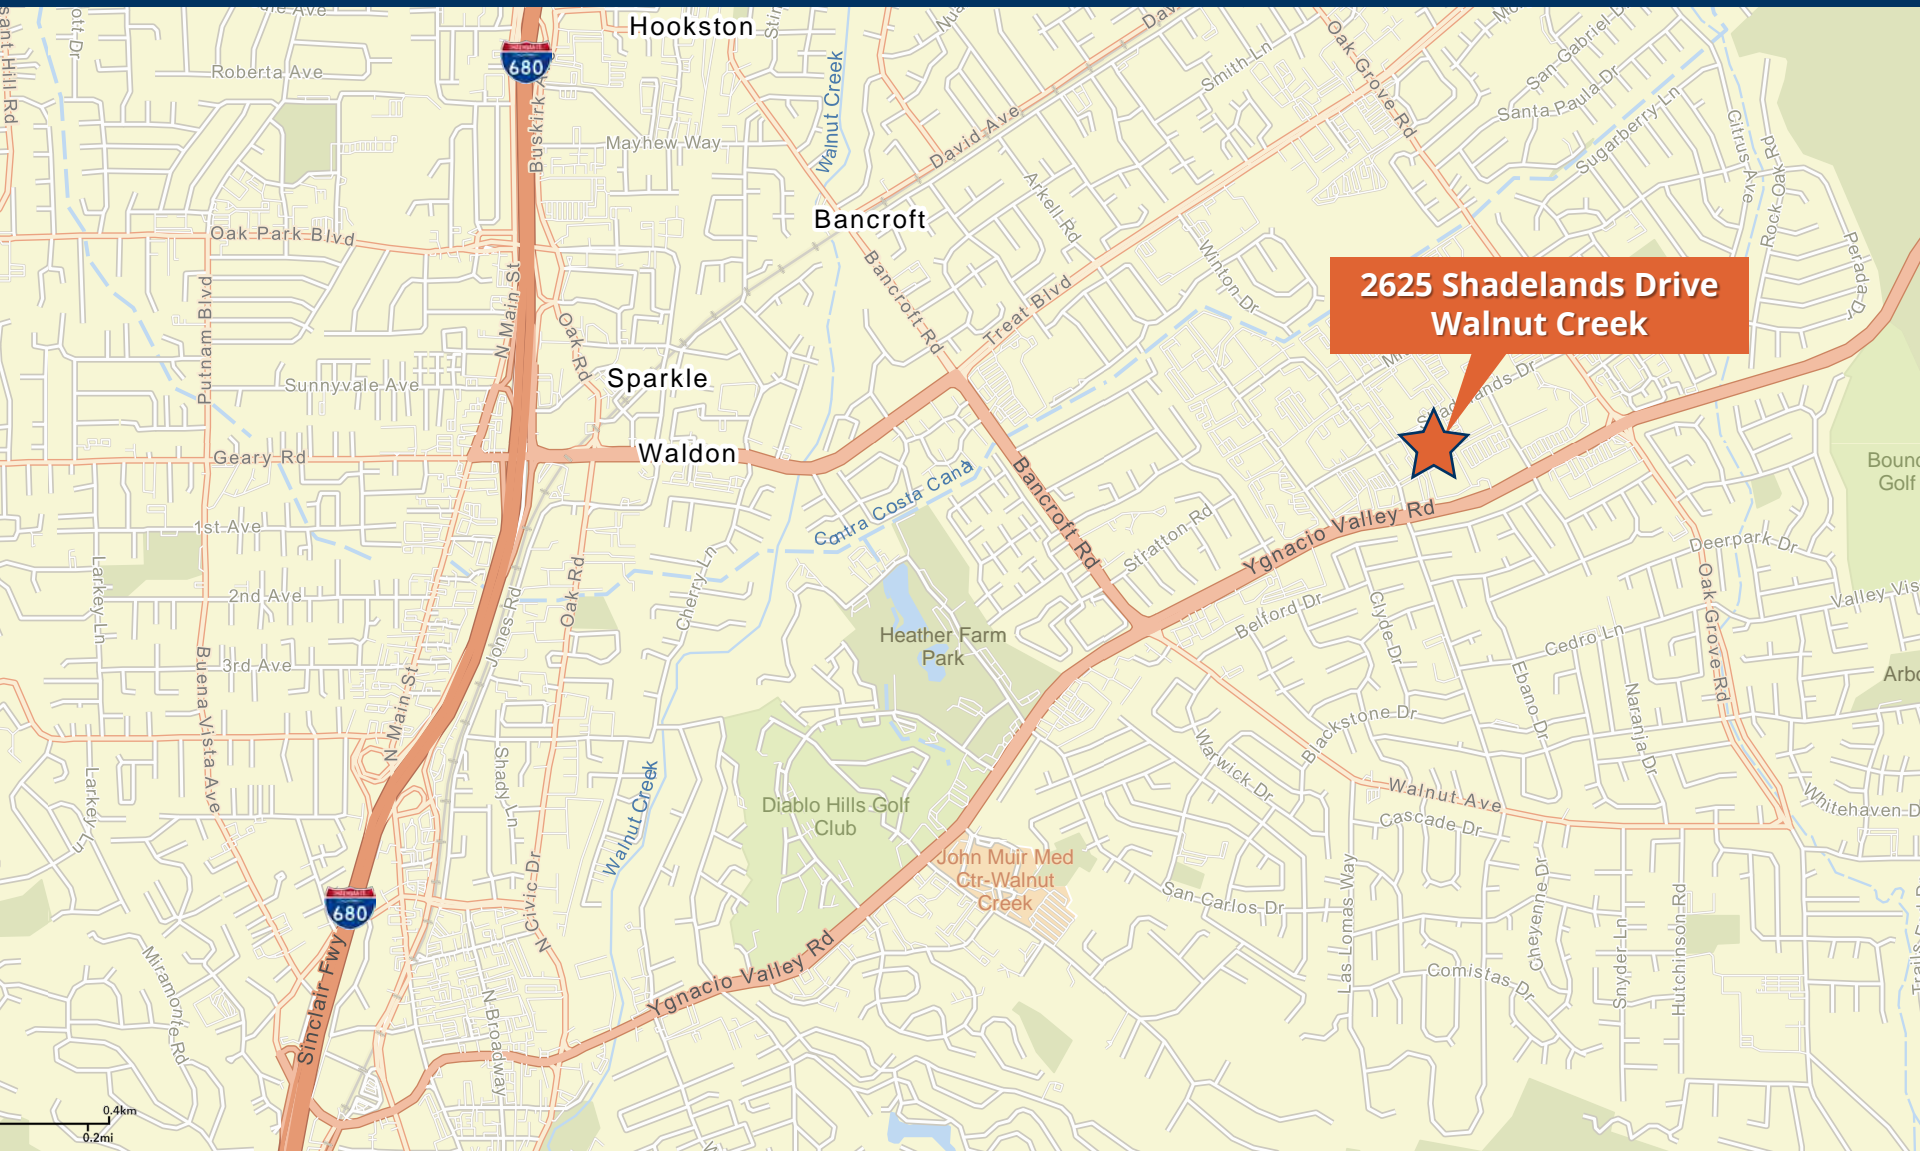 Hookston
680
Roberta Ave
Buskirk A
Mayhew Way
Walnut Creek
David Ave
Smith Ln
Oak Grove Rd
San Gabriel D
Santa Paula Dr
Sugarberry Ln
Citrus Ave
Rock Oak Rd
Perada Dr
Arkell Rd
Bancroft
Oak Park Blvd
Putnam Blvd
N Main St
Oak Rd
Bancroft Rd
Treat Blvd
Winton Dr
2625 Shadelands Drive
Walnut Creek
Shadelands Dr
Sunnyvale Ave
Sparkle
Geary Rd
Waldon
Contra Costa Cana
Bancroft Rd
Stratton Rd
Ygnacio Valley Rd
Golf
1st Ave
Larkey Ln
2nd Ave
Jones Rd
Oak Rd
Cherry Ln
Heather Farm
Park
Belford Dr
Clyde Dr
Deerpark Dr
Oak Grove Rd
Valley Vis
Cedro Ln
Ebano Dr
Naranja Dr
Arbo
3rd Ave
Buena Vista Ave
N Main St
Shady Ln
Walnut Creek
Larkey Ln
Diablo Hills Golf
Club
Warwick Dr
Blackstone Dr
Walnut Ave
Cascade Dr
Whitehaven D
John Muir Med
Ctr-Walnut
Creek
San Carlos Dr
Las Lomas Way
Cheyenne Dr
Snyder Ln
Hutchinson Rd
Comistas Dr
680
Sinclair Fwy
Civic Dr
N
Miramonte Rd
N Broadway
Ygnacio Valley Rd
0.4km
0.2mi